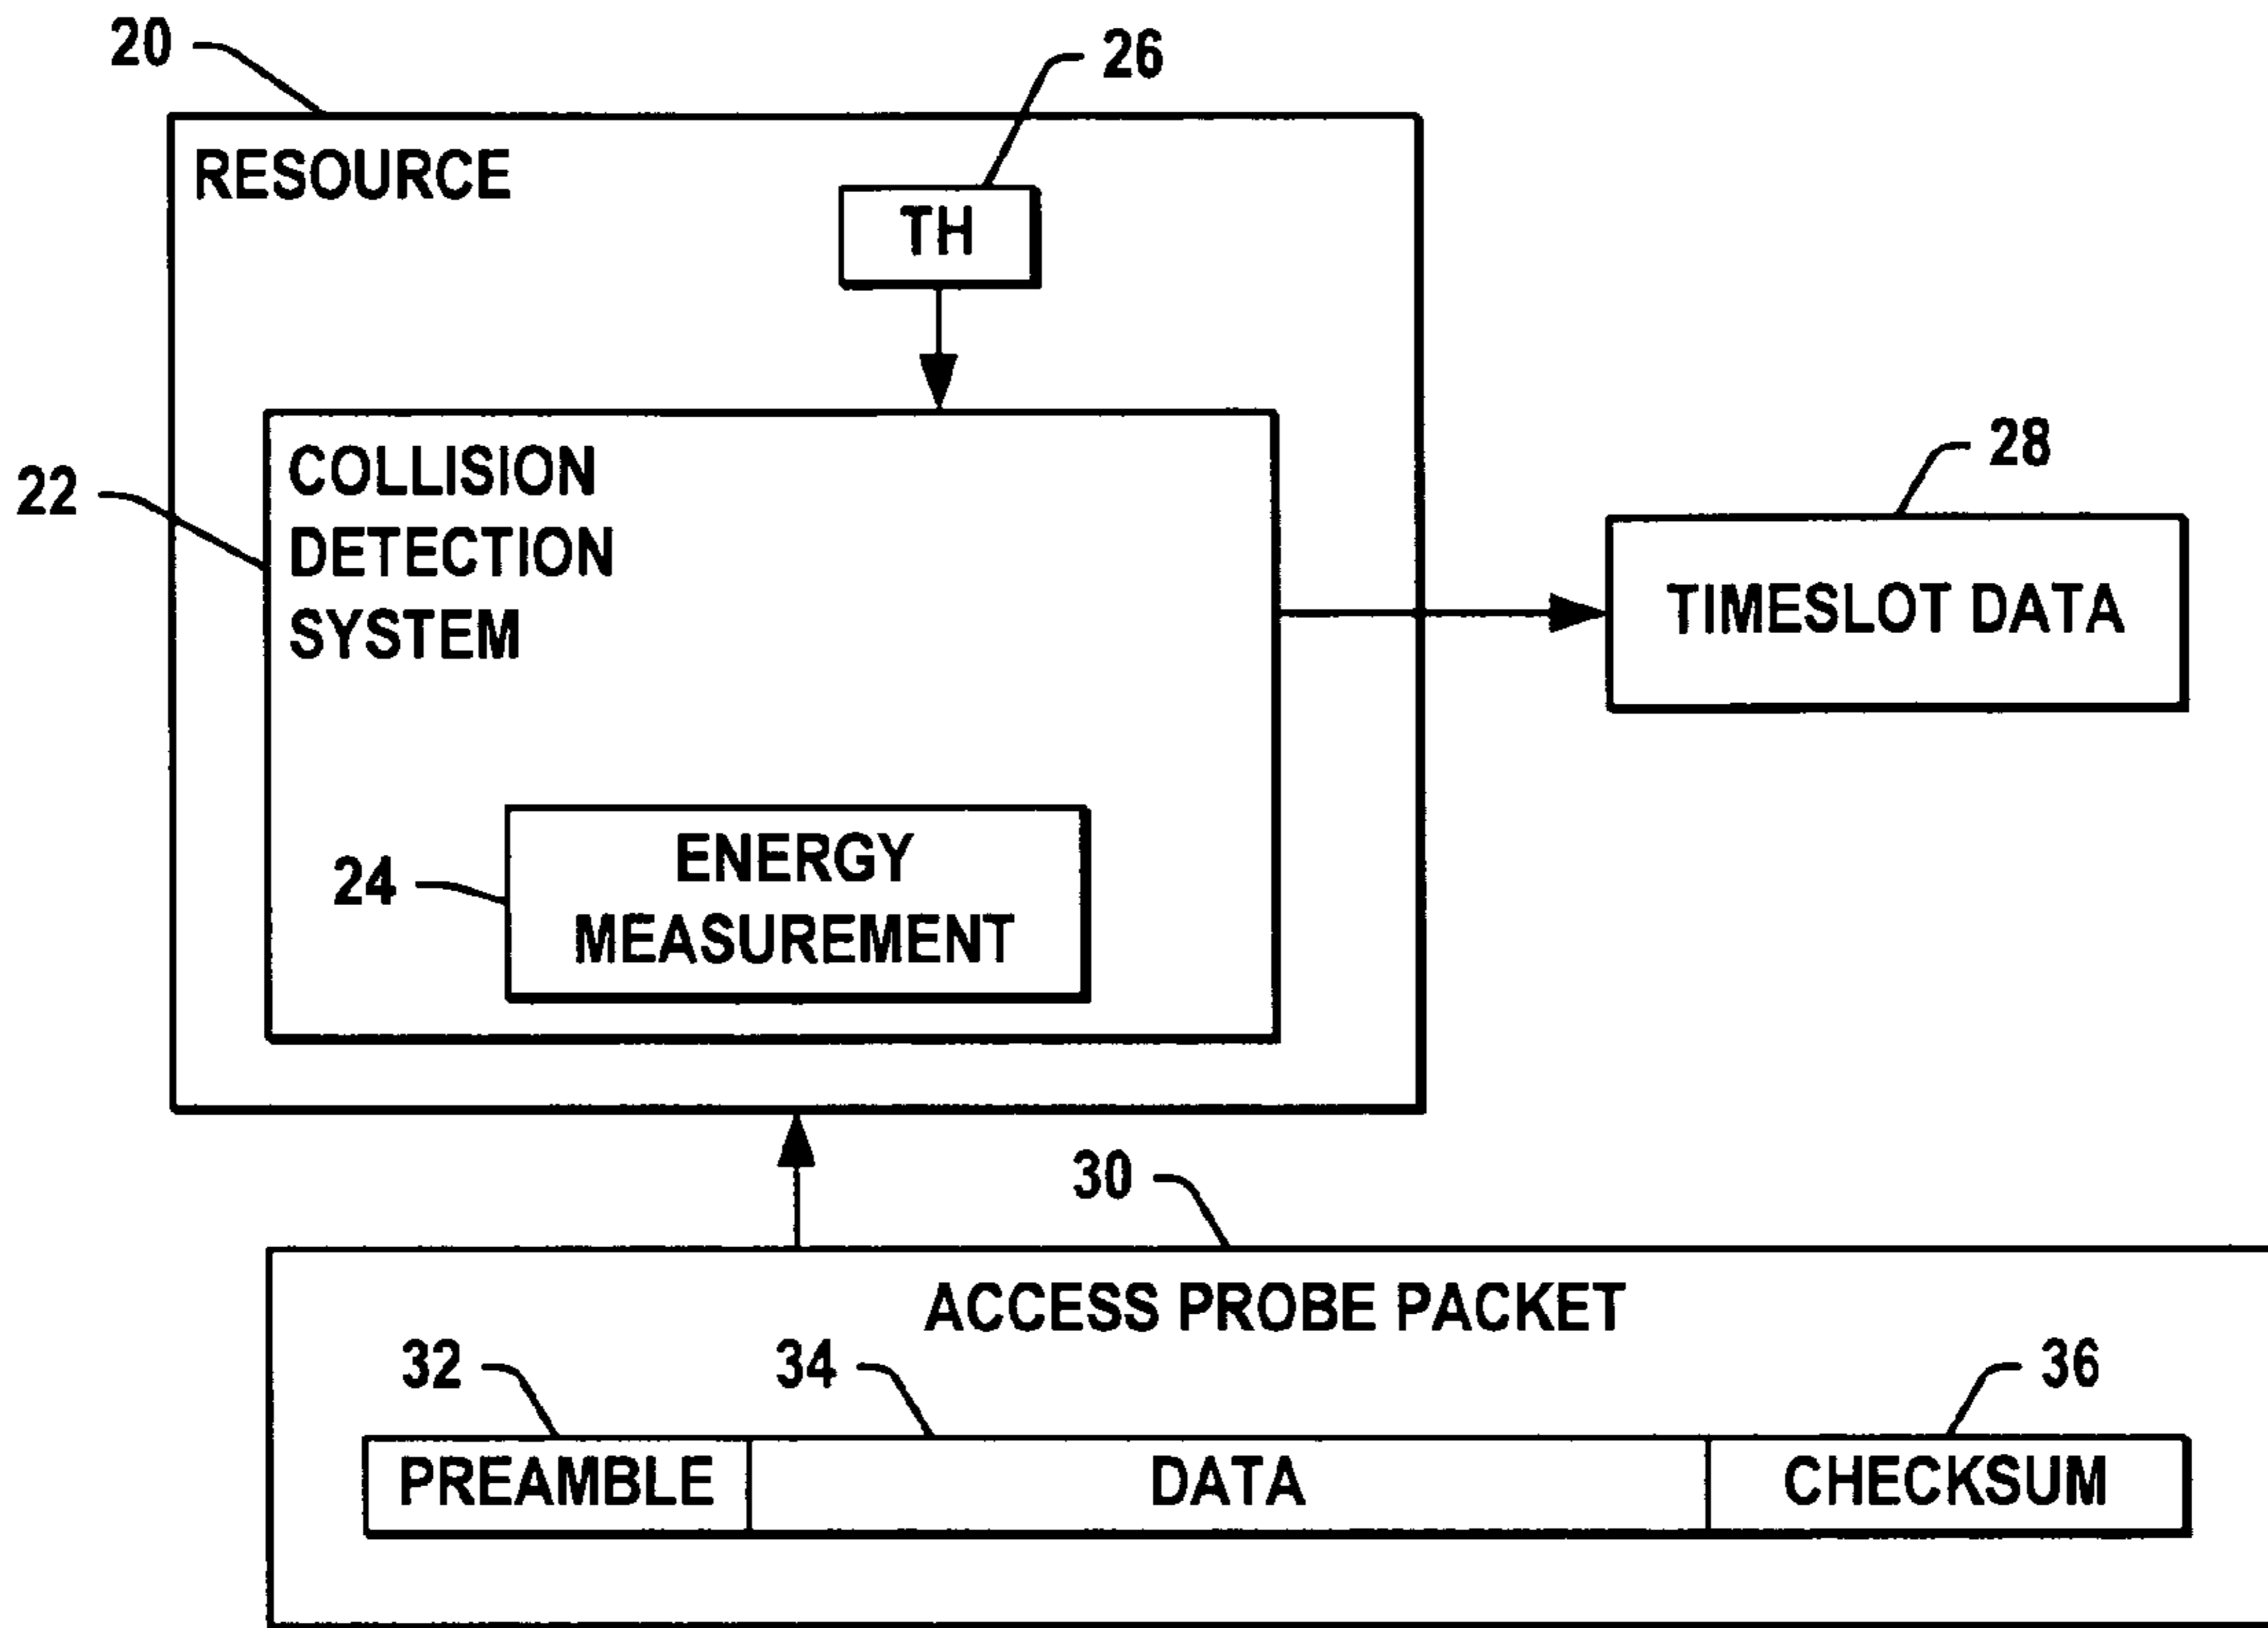 20
26
RESOURCE
TH
22
COLLISION
DETECTION
SYSTEM
28
TIMESLOT DATA
24
ENERGY
MEASUREMENT
30
ACCESS PROBE PACKET
32
34
36
PREAMBLE
DATA
CHECKSUM